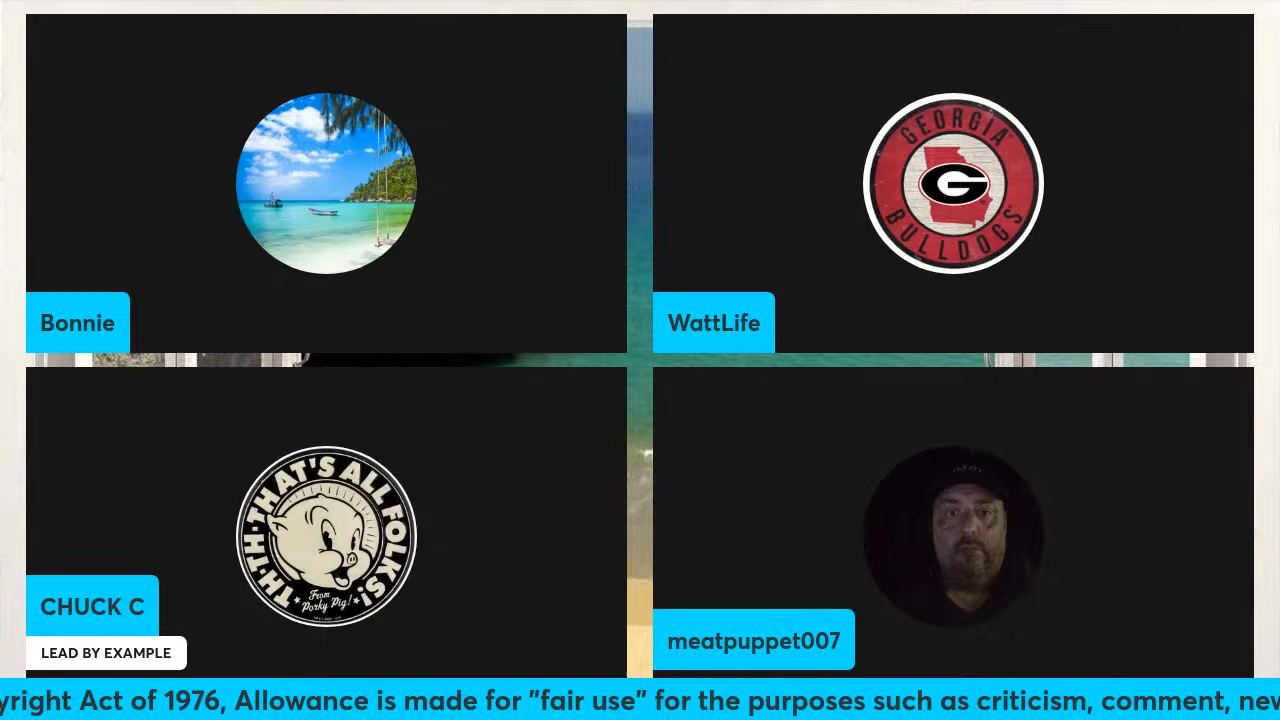 GEORGIA
G
BULLDOGS
Bonnie
WattLife
TH-TH-THAT'S ALL FOLKS!
From
Porky Pig!
CHUCK C
LEAD BY EXAMPLE
meatpuppet007
yright Act of 1976, Allowance is made for "fair use" for the purposes such as criticism, comment, nev